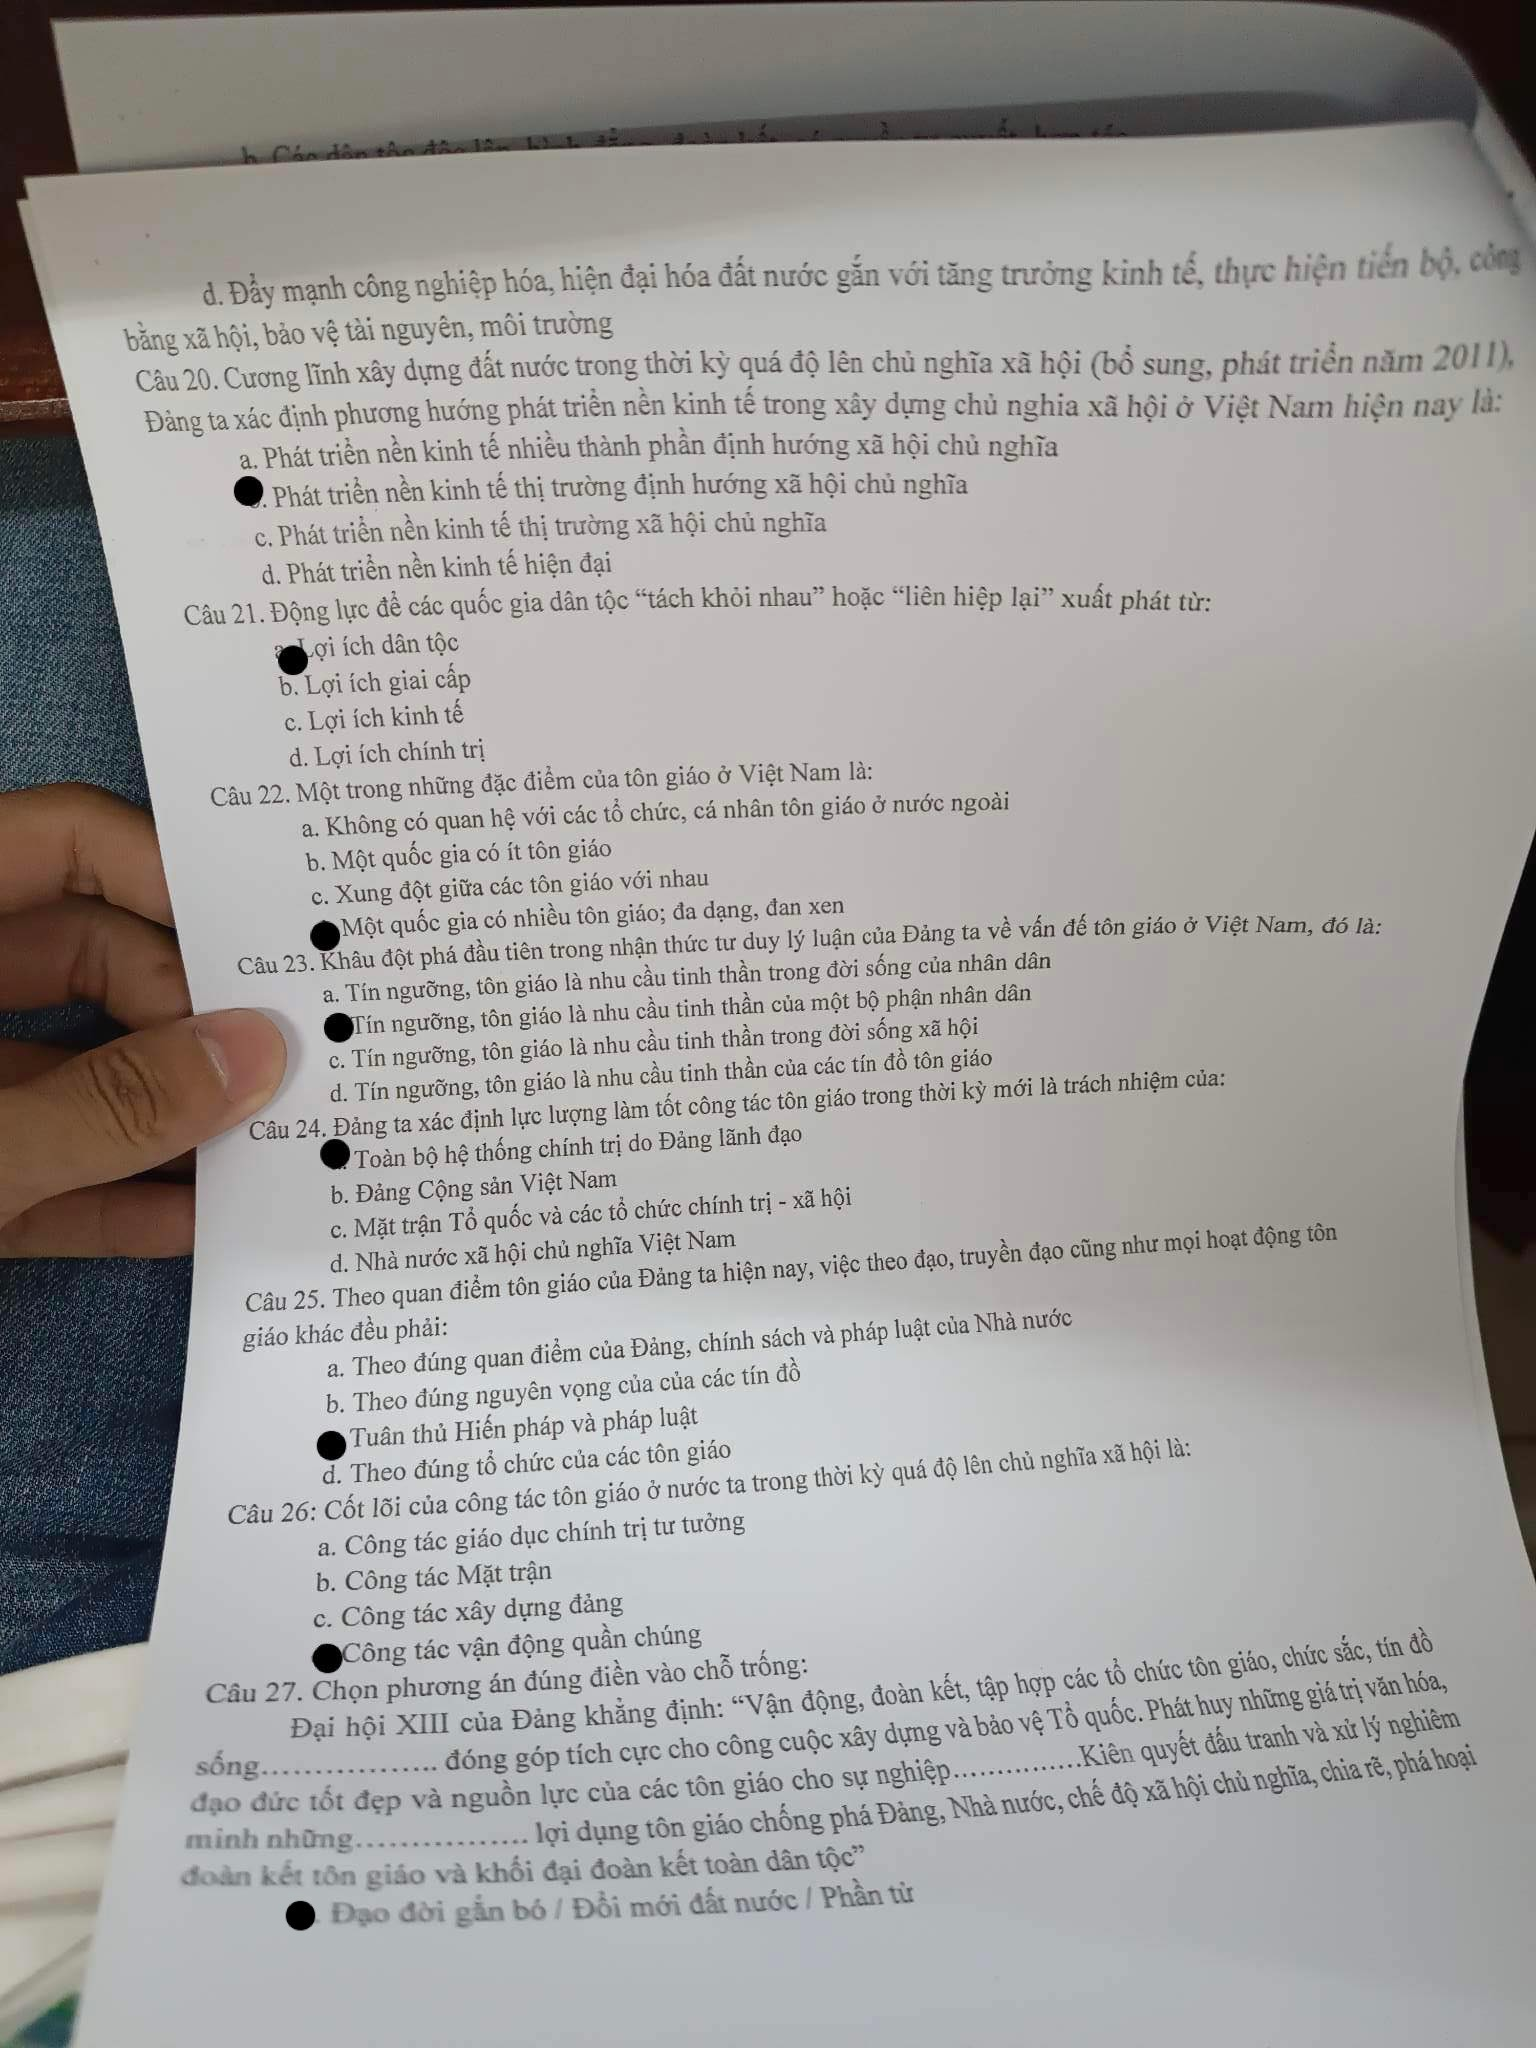 d. Đẩy mạnh công nghiệp hóa, hiện đại hóa đất nước gắn với tăng trưởng kinh tế, thực hiện tiến bộ, công
bằng xã hội, bảo vệ tài nguyên, môi trường
Câu 20. Cương lĩnh xây dựng đất nước trong thời kỳ quá độ lên chủ nghĩa xã hội (bổ sung, phát triển năm 2011),
Đảng ta xác định phương hướng phát triển nền kinh tế trong xây dựng chủ nghia xã hội ở Việt Nam hiện nay là:
a. Phát triển nền kinh tế nhiều thành phần định hướng xã hội chủ nghĩa
Phát triển nền kinh tế thị trường định hướng xã hội chủ nghĩa
c. Phát triển nền kinh tế thị trường xã hội chủ nghĩa
d. Phát triển nền kinh tế hiện đại
Câu 21. Động lực để các quốc gia dân tộc “tách khỏi nhau” hoặc “liên hiệp lại” xuất phát từ:
a. Lợi ích dân tộc
b. Lợi ích giai cấp
c. Lợi ích kinh tế
d. Lợi ích chính trị
Câu 22. Một trong những đặc điểm của tôn giáo ở Việt Nam là:
a. Không có quan hệ với các tổ chức, cá nhân tôn giáo ở nước ngoài
b. Một quốc gia có ít tôn giáo
c. Xung đột giữa các tôn giáo với nhau
Một quốc gia có nhiều tôn giáo; đa dạng, đan xen
Câu 23. Khâu đột phá đầu tiên trong nhận thức tư duy lý luận của Đảng ta về vấn đế tôn giáo ở Việt Nam, đó là:
a. Tín ngưỡng, tôn giáo là nhu cầu tinh thần trong đời sống của nhân dân
Tín ngưỡng, tôn giáo là nhu cầu tinh thần của một bộ phận nhân dân
c. Tín ngưỡng, tôn giáo là nhu cầu tinh thần trong đời sống xã hội
d. Tín ngưỡng, tôn giáo là nhu cầu tinh thần của các tín đồ tôn giáo
Câu 24. Đảng ta xác định lực lượng làm tốt công tác tôn giáo trong thời kỳ mới là trách nhiệm của:
Toàn bộ hệ thống chính trị do Đảng lãnh đạo
b. Đảng Cộng sản Việt Nam
c. Mặt trận Tổ quốc và các tổ chức chính trị - xã hội
d. Nhà nước xã hội chủ nghĩa Việt Nam
Câu 25. Theo quan điểm tôn giáo của Đảng ta hiện nay, việc theo đạo, truyền đạo cũng như mọi hoạt động tôn
giáo khác đều phải:
a. Theo đúng quan điểm của Đảng, chính sách và pháp luật của Nhà nước
b. Theo đúng nguyên vọng của của các tín đồ
Tuân thủ Hiến pháp và pháp luật
d. Theo đúng tổ chức của các tôn giáo
Câu 26: Cốt lõi của công tác tôn giáo ở nước ta trong thời kỳ quá độ lên chủ nghĩa xã hội là:
a. Công tác giáo dục chính trị tư tưởng
b. Công tác Mặt trận
c. Công tác xây dựng đảng
Công tác vận động quần chúng
Câu 27. Chọn phương án đúng điền vào chỗ trống:
Đại hội XIII của Đảng khẳng định: “Vận động, đoàn kết, tập hợp các tổ chức tôn giáo, chức sắc, tín đồ
sống.................. đóng góp tích cực cho công cuộc xây dựng và bảo vệ Tổ quốc. Phát huy những giá trị văn hóa,
đạo đức tốt đẹp và nguồn lực của các tôn giáo cho sự nghiệp...............Kiên quyết đấu tranh và xử lý nghiêm
minh những.................. lợi dụng tôn giáo chống phá Đảng, Nhà nước, chế độ xã hội chủ nghĩa, chia rẽ, phá hoại
đoàn kết tôn giáo và khối đại đoàn kết toàn dân tộc”
Đạo đời gắn bó / Đổi mới đất nước / Phần tử